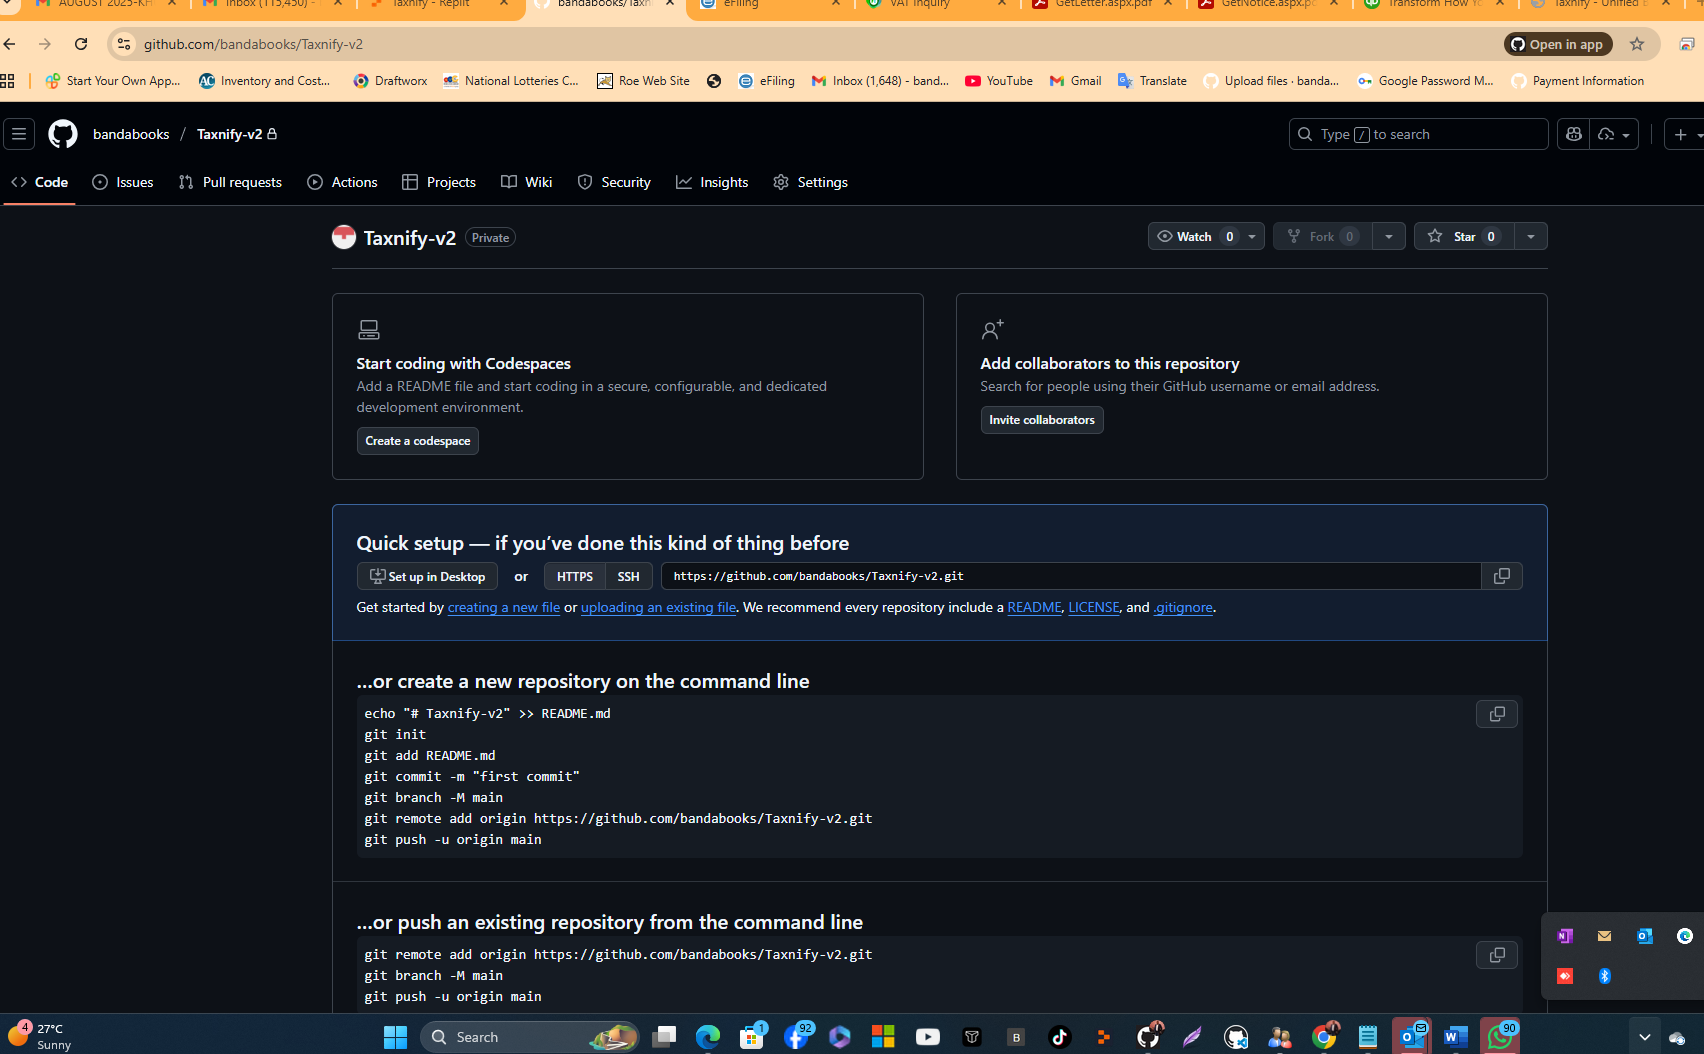 AUGUST 2025-KH
Inbox (115,450) -
Taxnify - Replit
bandabooks/Taxn
eFiling
VAT Inquiry
GetLetter.aspx.pdf
GetNotice.aspx.pd
Transform How Yo
Taxnify - Unified
github.com/bandabooks/Taxnify-v2
Open in app
Start Your Own App...
AC
Inventory and Cost...
Draftworx
National Lotteries C...
Roe Web Site
eFiling
Inbox (1,648) - band...
YouTube
Gmail
Translate
Upload files · banda...
Google Password M...
Payment Information
bandabooks / Taxnify-v2
Type / to search
Code
Issues
Pull requests
Actions
Projects
Wiki
Security
Insights
Settings
Taxnify-v2 Private
Watch 0
Fork 0
Star 0
Start coding with Codespaces
Add a README file and start coding in a secure, configurable, and dedicated
development environment.
Create a codespace
Add collaborators to this repository
Search for people using their GitHub username or email address.
Invite collaborators
Quick setup — if you’ve done this kind of thing before
Set up in Desktop or HTTPS SSH https://github.com/bandabooks/Taxnify-v2.git
Get started by creating a new file or uploading an existing file. We recommend every repository include a README, LICENSE, and .gitignore.
…or create a new repository on the command line
echo "# Taxnify-v2" >> README.md
git init
git add README.md
git commit -m "first commit"
git branch -M main
git remote add origin https://github.com/bandabooks/Taxnify-v2.git
git push -u origin main
…or push an existing repository from the command line
git remote add origin https://github.com/bandabooks/Taxnify-v2.git
git branch -M main
git push -u origin main
4
27°C
Sunny
Search
1
92
B
90